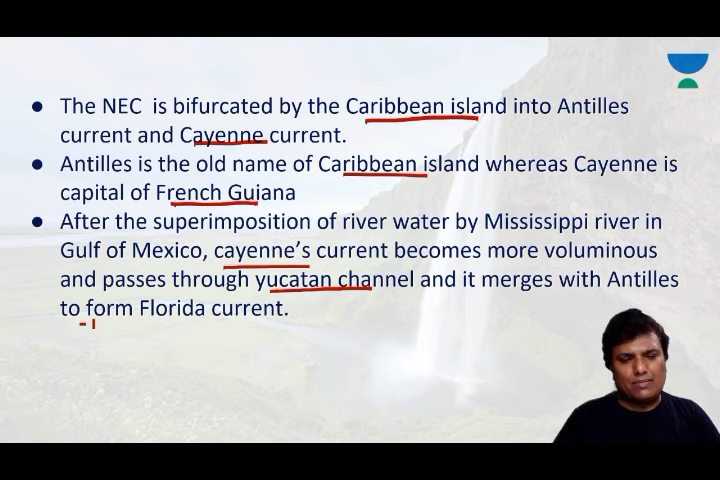 ● The NEC  is bifurcated by the Caribbean island into Antilles
current and Cayenne current.
● Antilles is the old name of Caribbean island whereas Cayenne is
capital of French Guiana
● After the superimposition of river water by Mississippi river in
Gulf of Mexico, cayenne's current becomes more voluminous
and passes through yucatan channel and it merges with Antilles
to form Florida current.